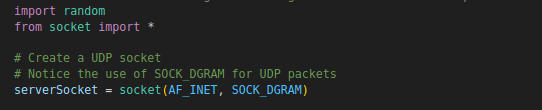 import random
from socket import *
# Create a UDP socket
# Notice the use of SOCK_DGRAM for UDP packets
serverSocket = socket(AF_INET, SOCK_DGRAM)